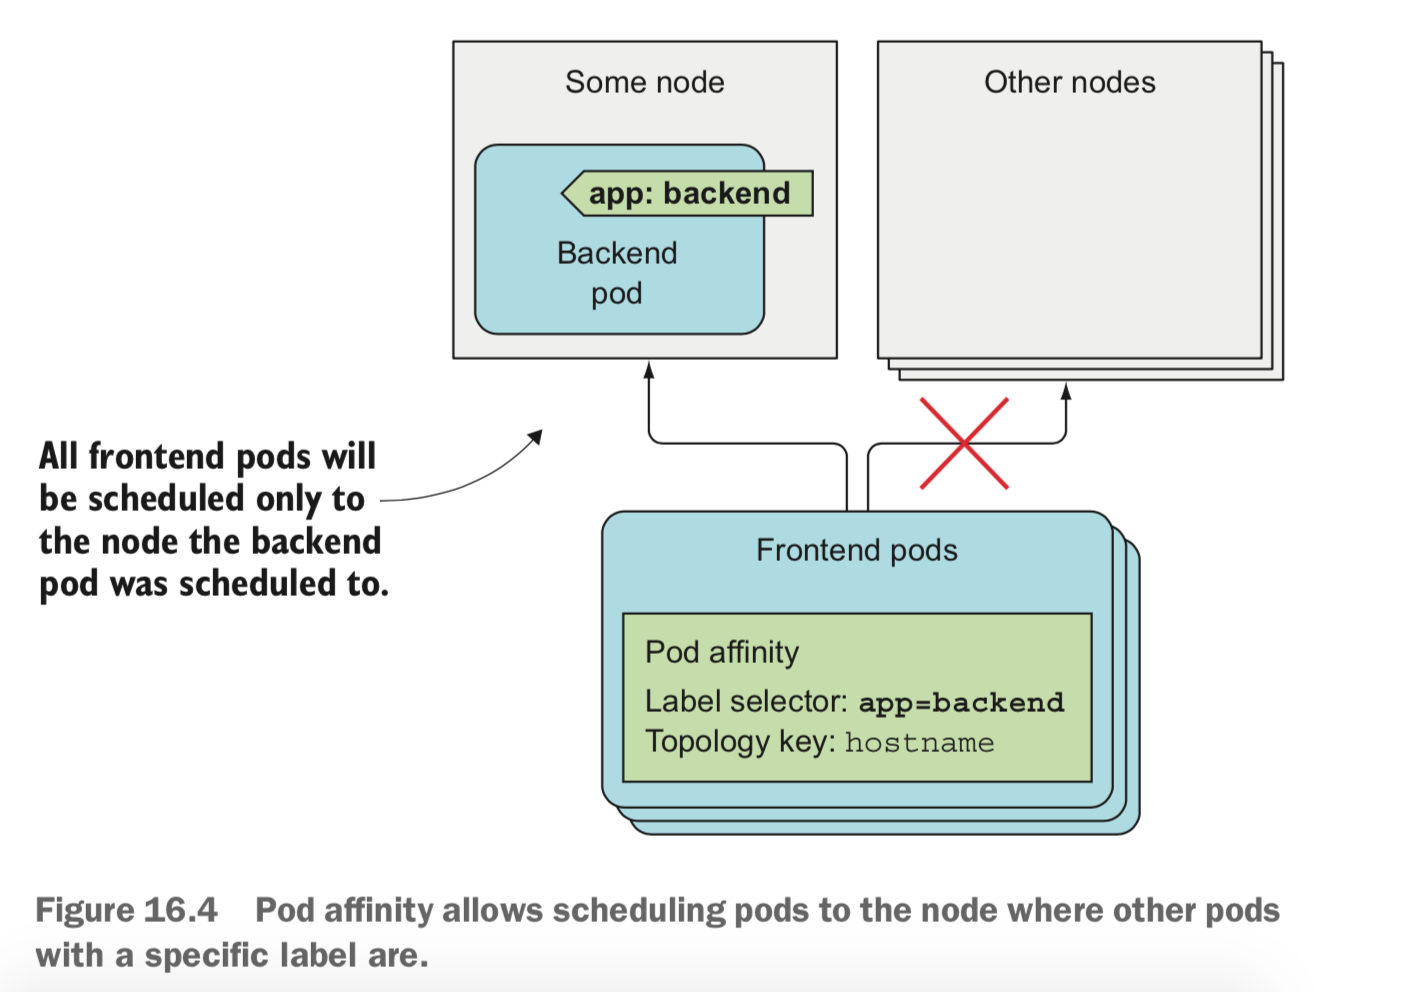 Some node
Other nodes
app: backend
Backend
pod
All frontend pods will
be scheduled only to
the node the backend
pod was scheduled to.
Frontend pods
Pod affinity
Label selector: app=backend
Topology key: hostname
Figure 16.4 Pod affinity allows scheduling pods to the node where other pods
with a specific label are.